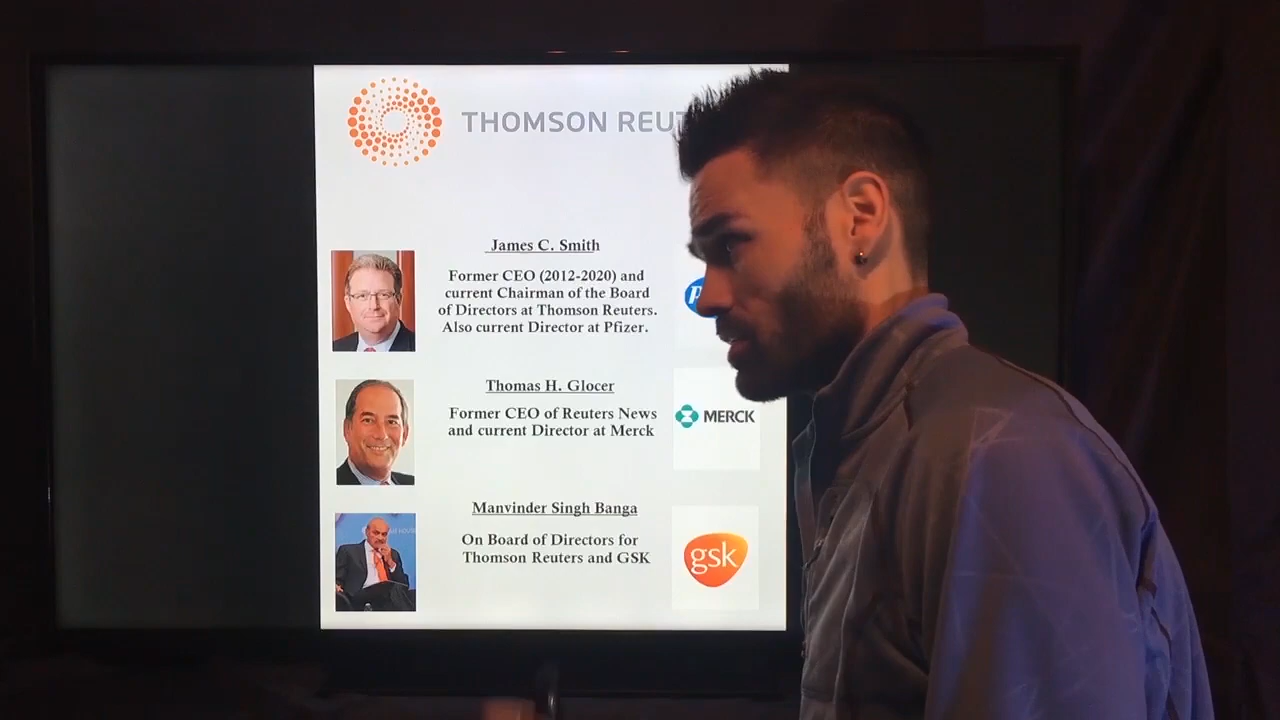 THOMSON REUT
James C. Smith
Former CEO (2012-2020) and
current Chairman of the Board
of Directors at Thomson Reuters.
Also current Director at Pfizer.
Thomas H. Glocer
Former CEO of Reuters News
and current Director at Merck
MERCK
Manvinder Singh Banga
On Board of Directors for
Thomson Reuters and GSK
gsk